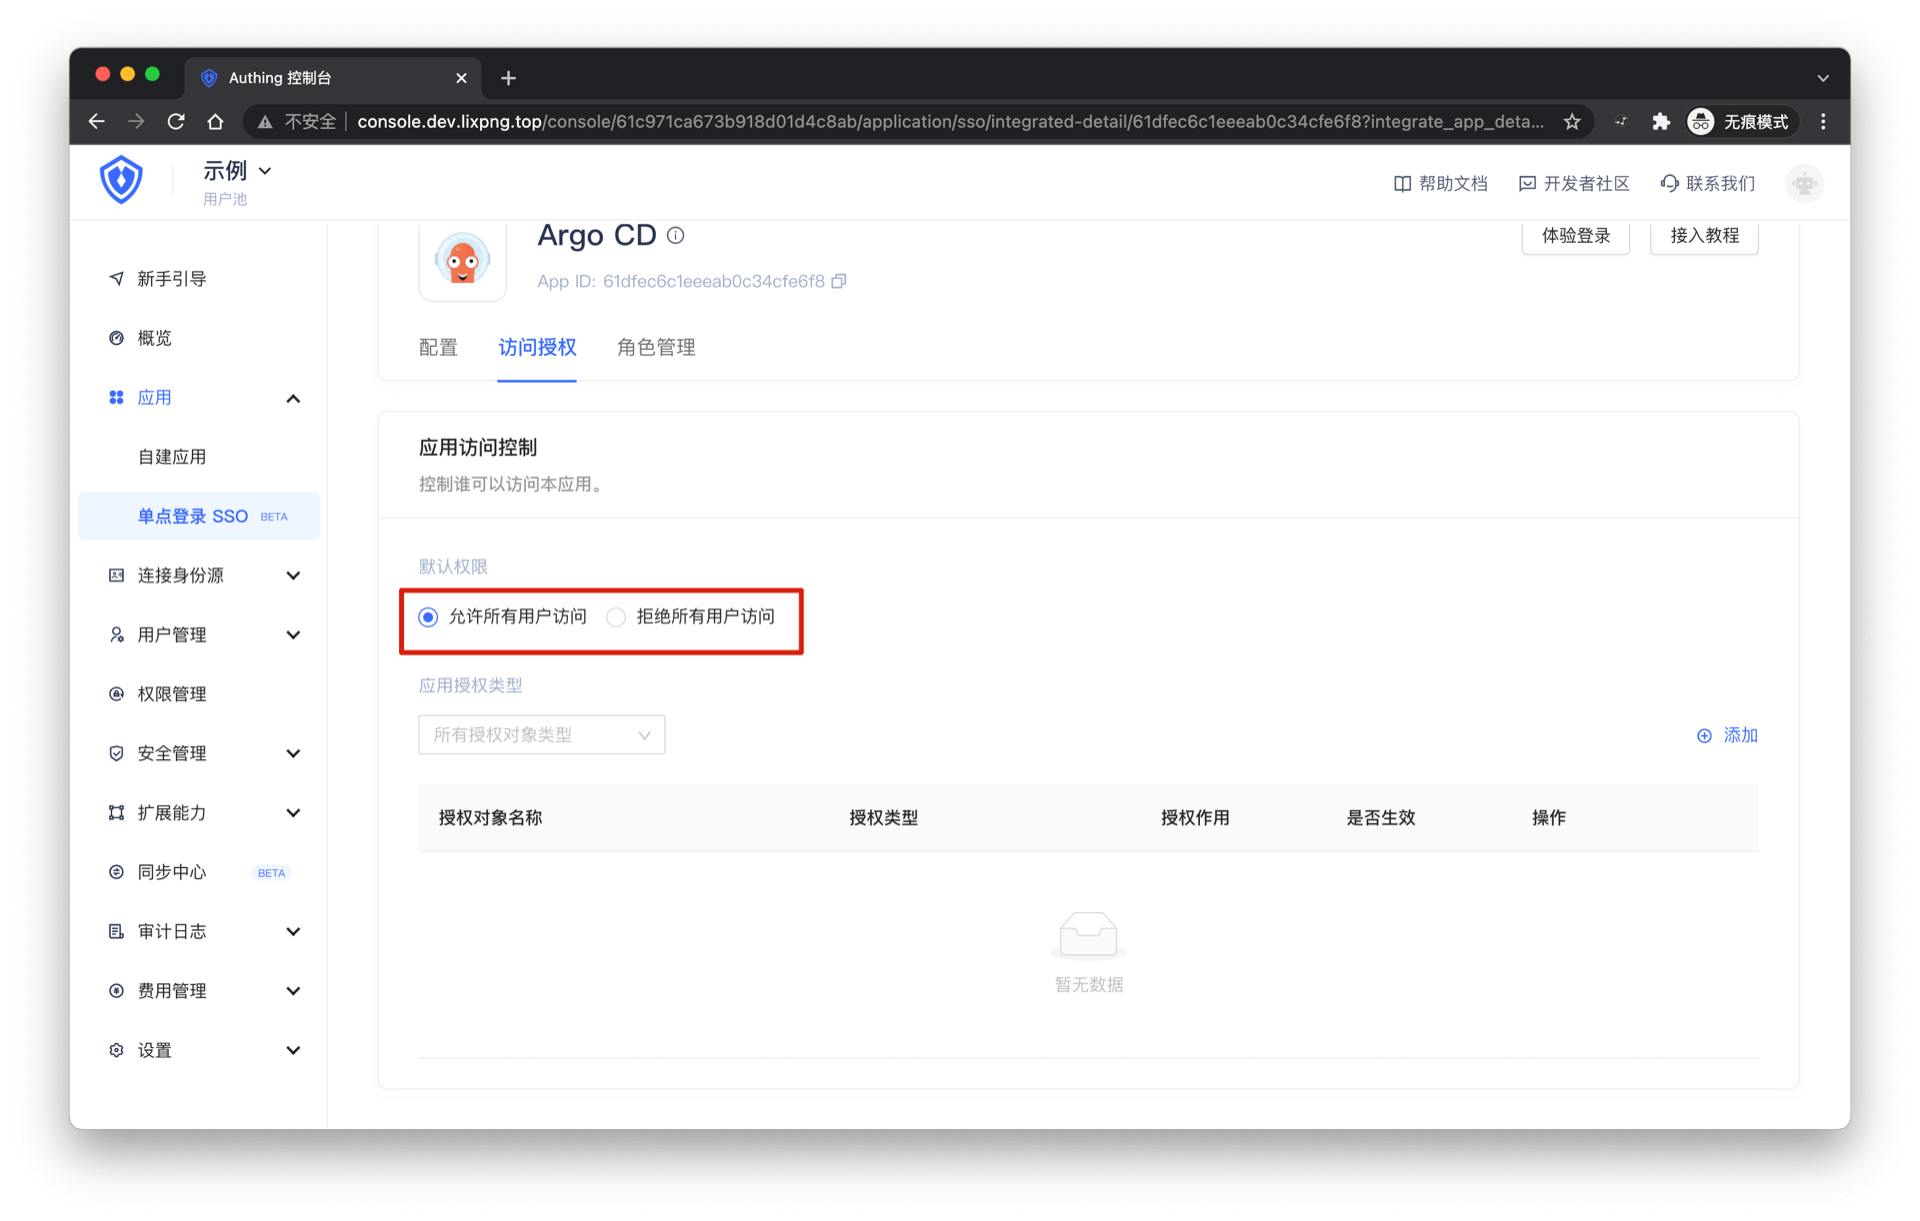 Authing 控制台
不安全
console.dev.lixpng.top/console/61c971ca673b918d01d4c8ab/application/sso/integrated-detail/61dfec6c1eeeab0c34cfe6f8?integrate_app_deta...
无痕模式
示例
用户池
帮助文档
开发者社区
联系我们
新手引导
概览
应用
自建应用
单点登录 SSO BETA
连接身份源
用户管理
权限管理
安全管理
扩展能力
同步中心 BETA
审计日志
费用管理
设置
Argo CD
App ID: 61dfec6c1eeeab0c34cfe6f8
体验登录
接入教程
配置 访问授权 角色管理
应用访问控制
控制谁可以访问本应用。
默认权限
允许所有用户访问 拒绝所有用户访问
应用授权类型
所有授权对象类型
添加
授权对象名称 授权类型 授权作用 是否生效 操作
暂无数据